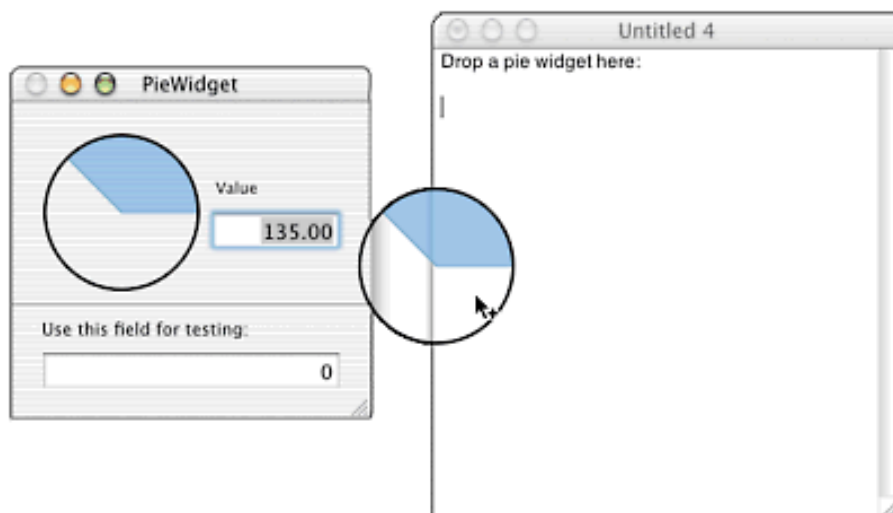 Untitled 4
Drop a pie widget here:
PieWidget
Value
135.00
Use this field for testing:
0